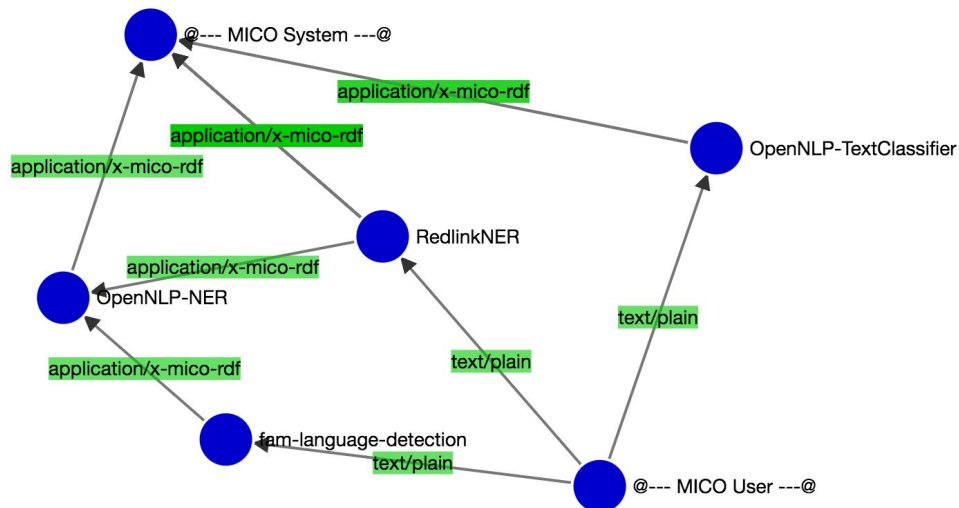 @--- MICO System ---@
application/x-mico-rdf
application/x-mico-rdf
OpenNLP-TextClassifier
application/x-mico-rdf
RedlinkNER
application/x-mico-rdf
OpenNLP-NER
text/plain
text/plain
application/x-mico-rdf
fam-language-detection
text/plain
@--- MICO User ---@